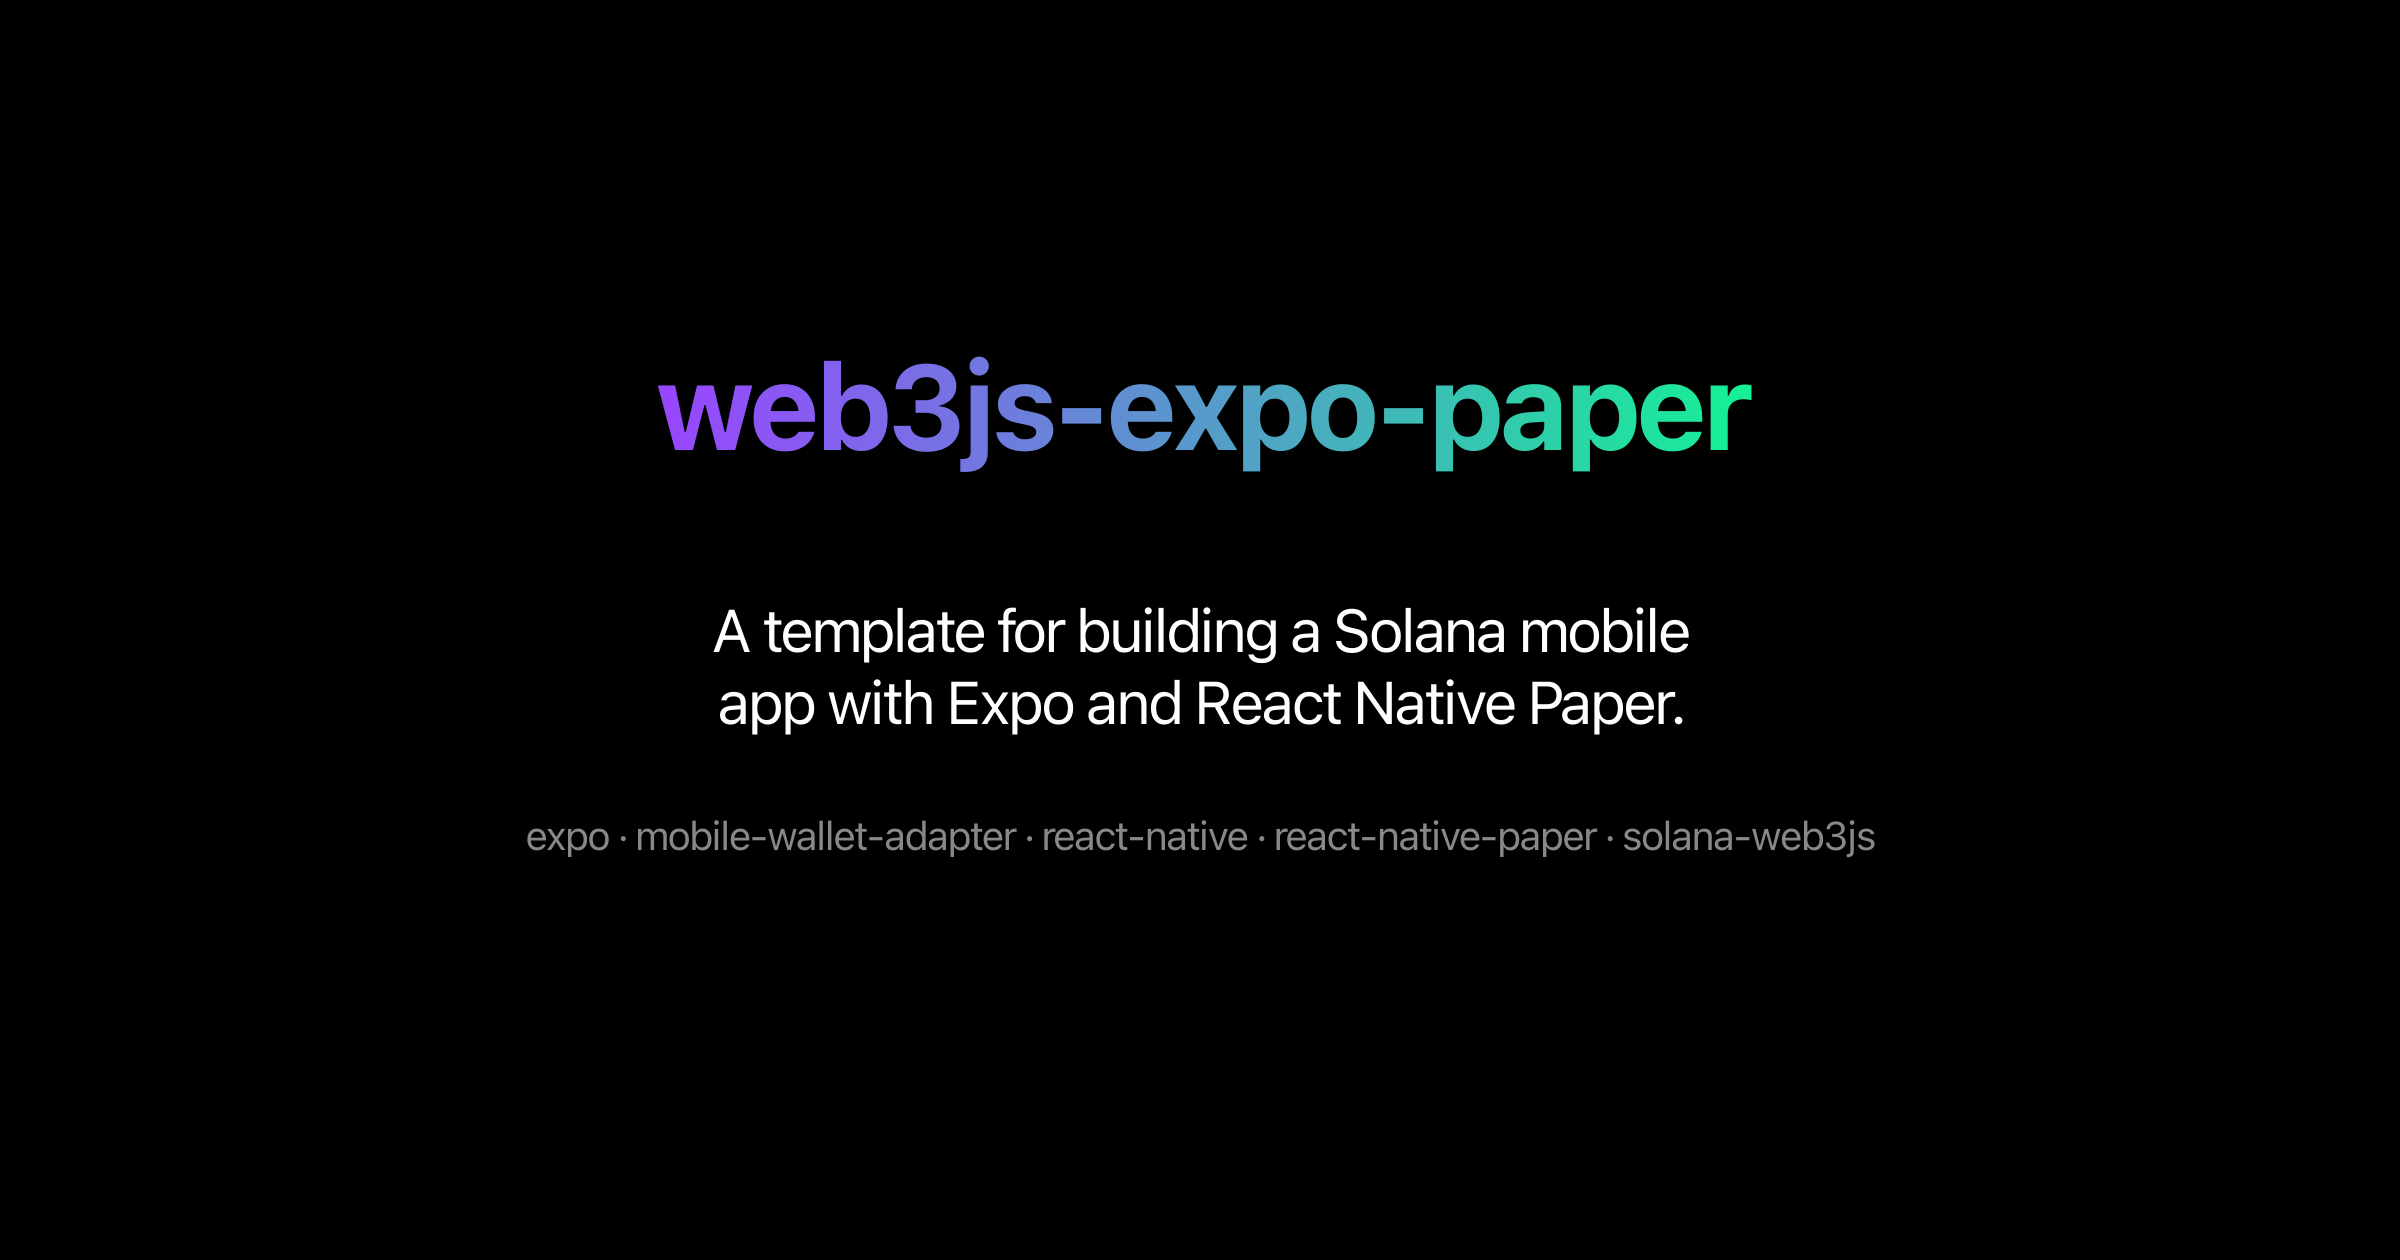 web3js-expo-paper
A template for building a Solana mobile
app with Expo and React Native Paper.
expo · mobile-wallet-adapter · react-native · react-native-paper · solana-web3js